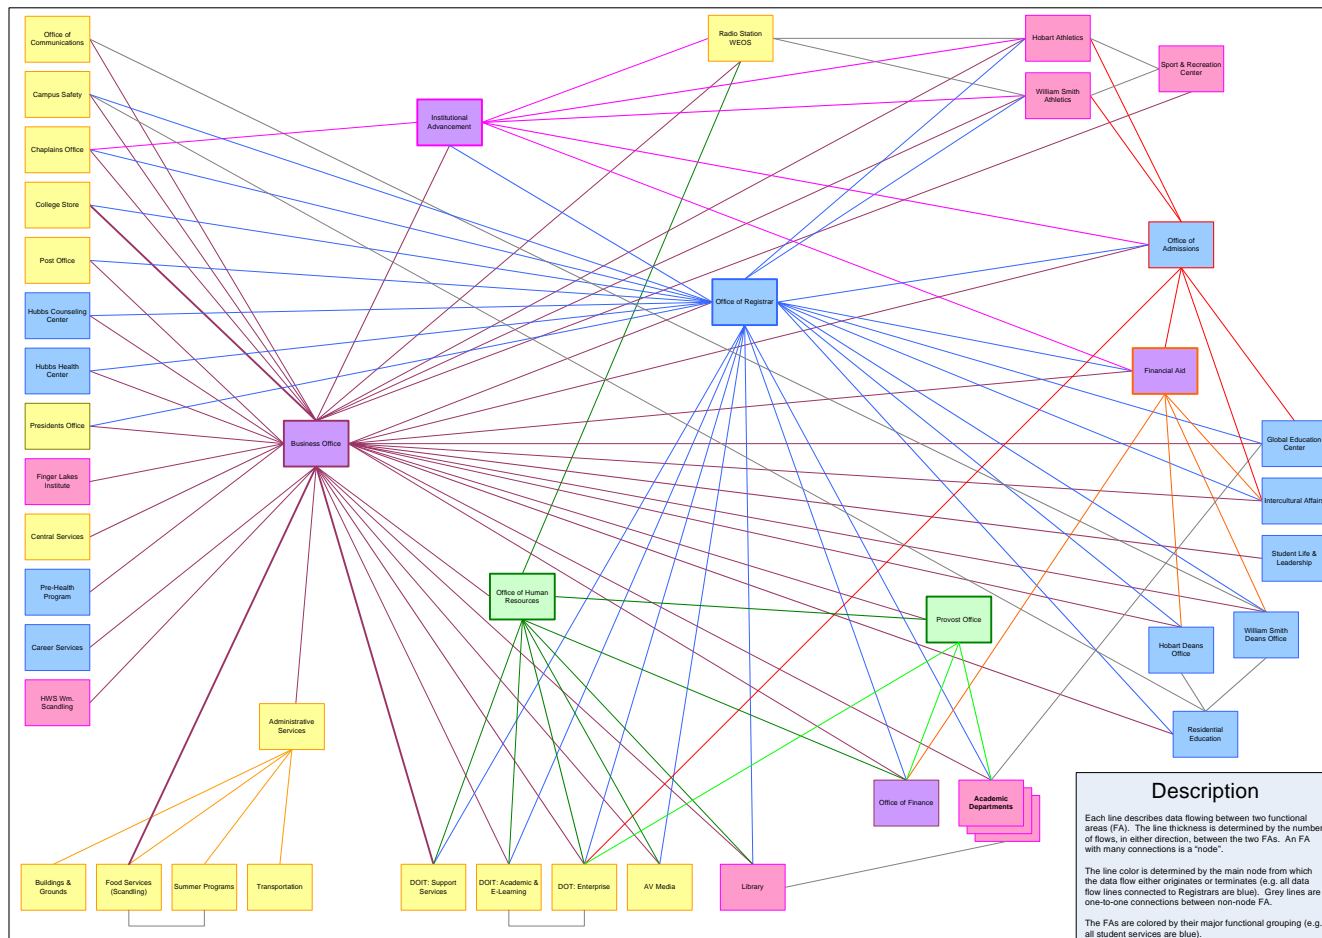 Office of
Communications
Radio Station
WEOS
Hobart Athletics
Sport & Recreation
Center
Campus Safety
William Smith
Athletics
Institutional
Advancement
Chaplains Office
College Store
Office of
Admissions
Post Office
Hubbs Counseling
Center
Office of Registrar
Hubbs Health
Center
Financial Aid
Presidents Office
Business Office
Global Education
Center
Finger Lakes
Institute
Intercultural Affairs
Central Services
Student Life &
Leadership
Pre-Health
Program
Office of Human
Resources
Provost Office
Career Services
Hobart Deans
Office
William Smith
Deans Office
HWS Wm.
Scandling
Administrative
Services
Residential
Education
Office of Finance
Academic
Departments
Buildings &
Grounds
Food Services
(Scandling)
Summer Programs
Transportation
DOIT: Support
Services
DOIT: Academic &
E-Learning
DOT: Enterprise
AV Media
Library
Description
Each line describes data flowing between two functional
areas (FA). The line thickness is determined by the number
of flows, in either direction, between the two FAs. An FA
with many connections is a “node”.
The line color is determined by the main node from which
the data flow either originates or terminates (e.g. all data
flow lines connected to Registrars are blue). Grey lines are
one-to-one connections between non-node FA.
The FAs are colored by their major functional grouping (e.g.
all student services are blue).